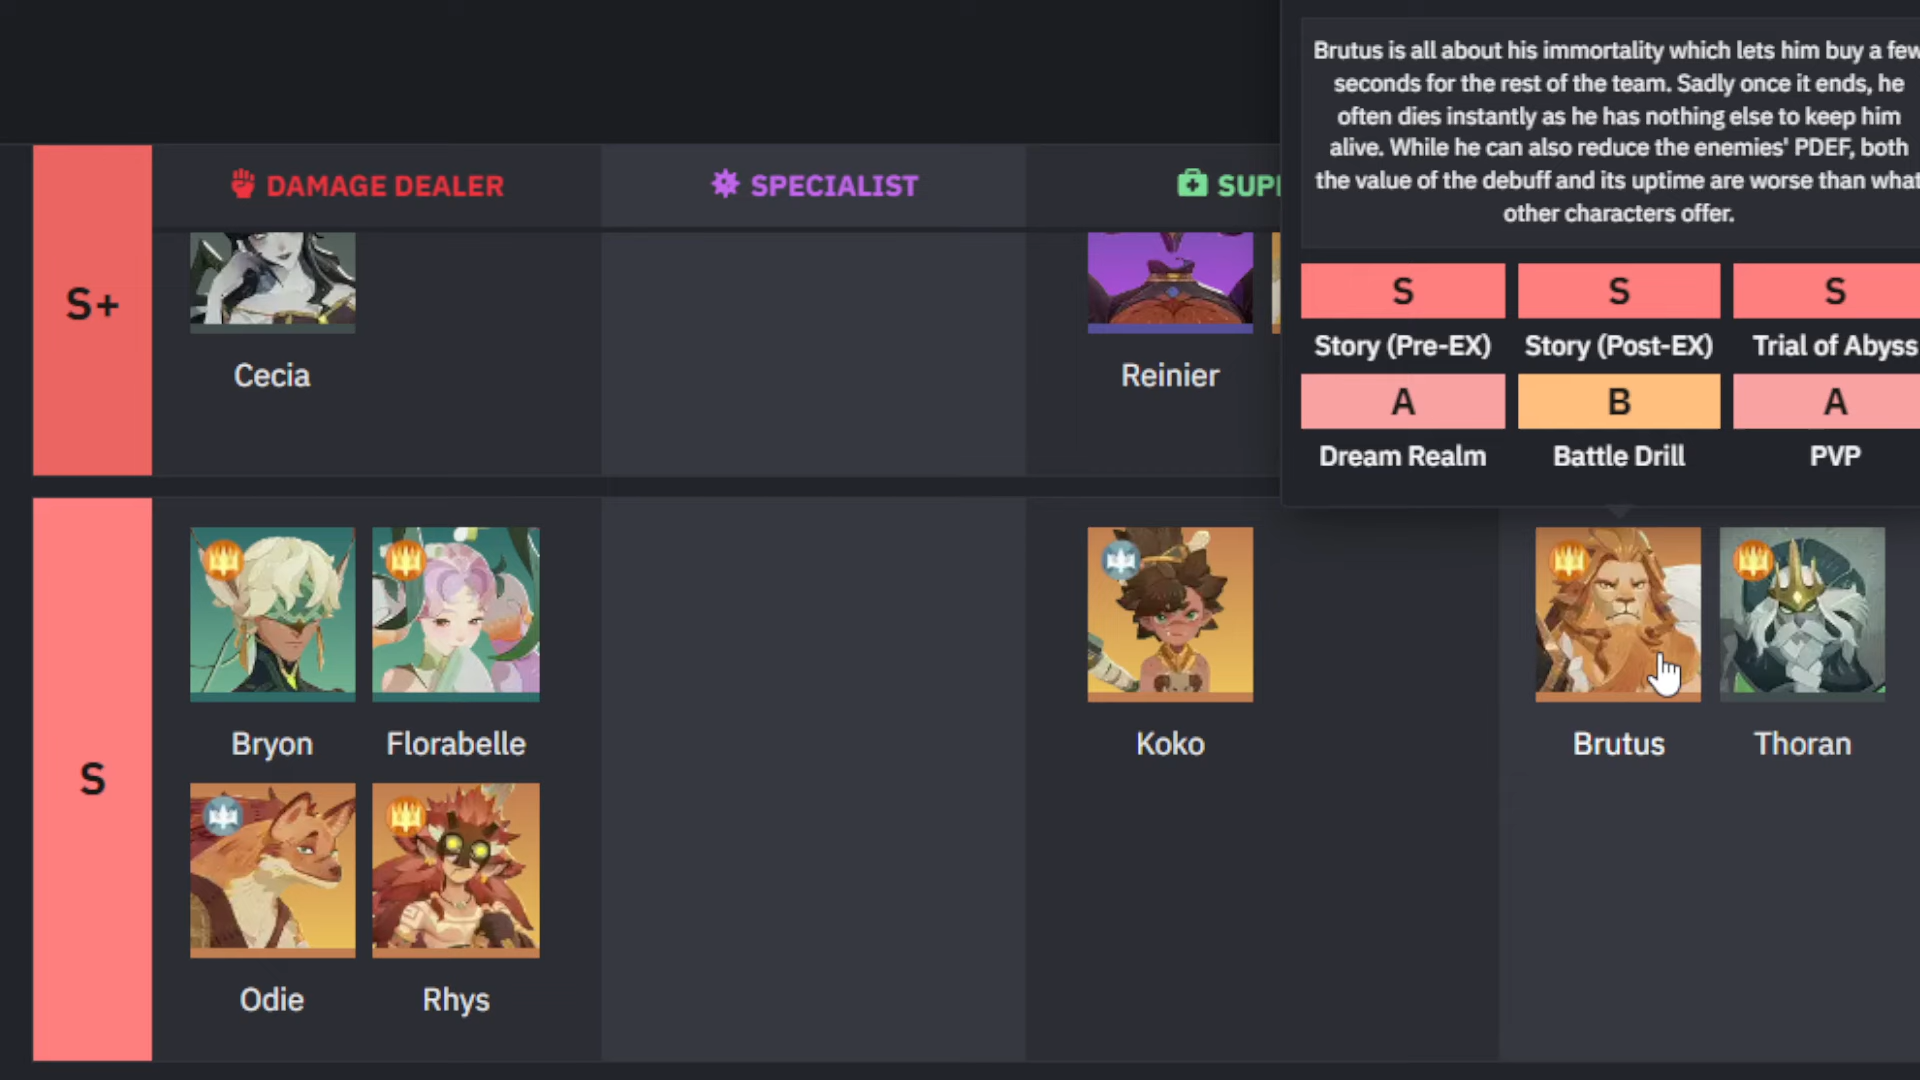 Brutus is all about his immortality which lets him buy a few
seconds for the rest of the team. Sadly once it ends, he
often dies instantly as he has nothing else to keep him
alive. While he can also reduce the enemies' PDEF, both
the value of the debuff and its uptime are worse than what
other characters offer.
DAMAGE DEALER
SPECIALIST
SUP
S S S
Story (Pre-EX) Story (Post-EX) Trial of Abyss
A B A
Dream Realm Battle Drill PVP
S+
Cecia
Reinier
S
Bryon
Florabelle
Koko
Brutus
Thoran
Odie
Rhys